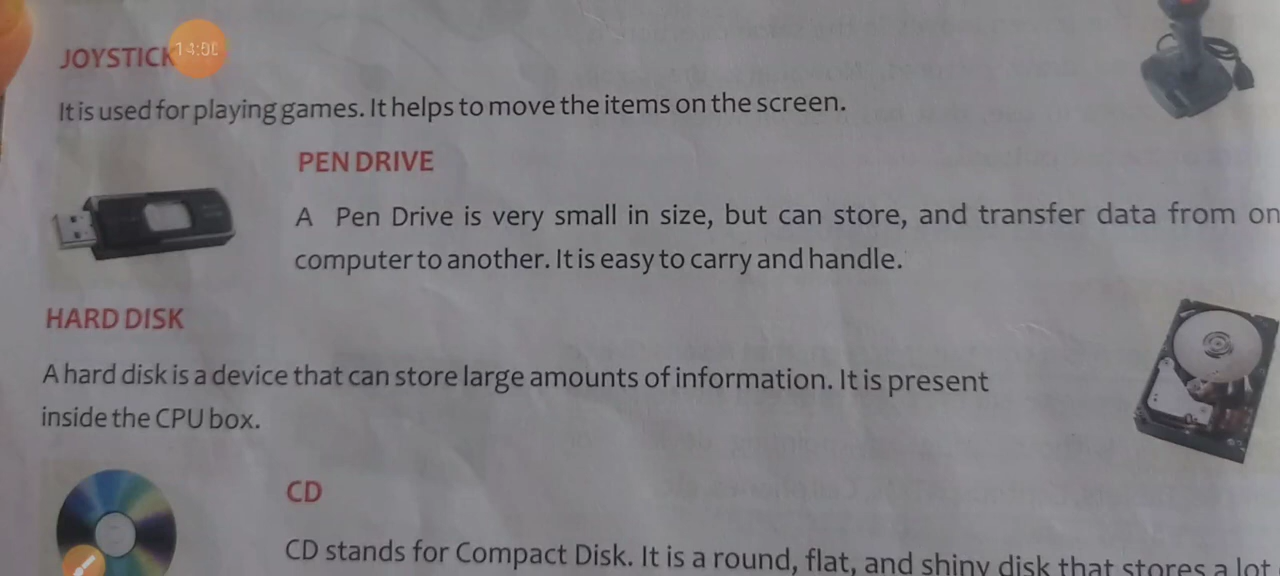 JOYSTICK
14:00
It is used for playing games. It helps to move the items on the screen.
PEN DRIVE
A Pen Drive is very small in size, but can store, and transfer data from on
computer to another. It is easy to carry and handle.
HARD DISK
A hard disk is a device that can store large amounts of information. It is present
inside the CPU box.
CD
CD stands for Compact Disk. It is a round, flat, and shiny disk that stores a lot